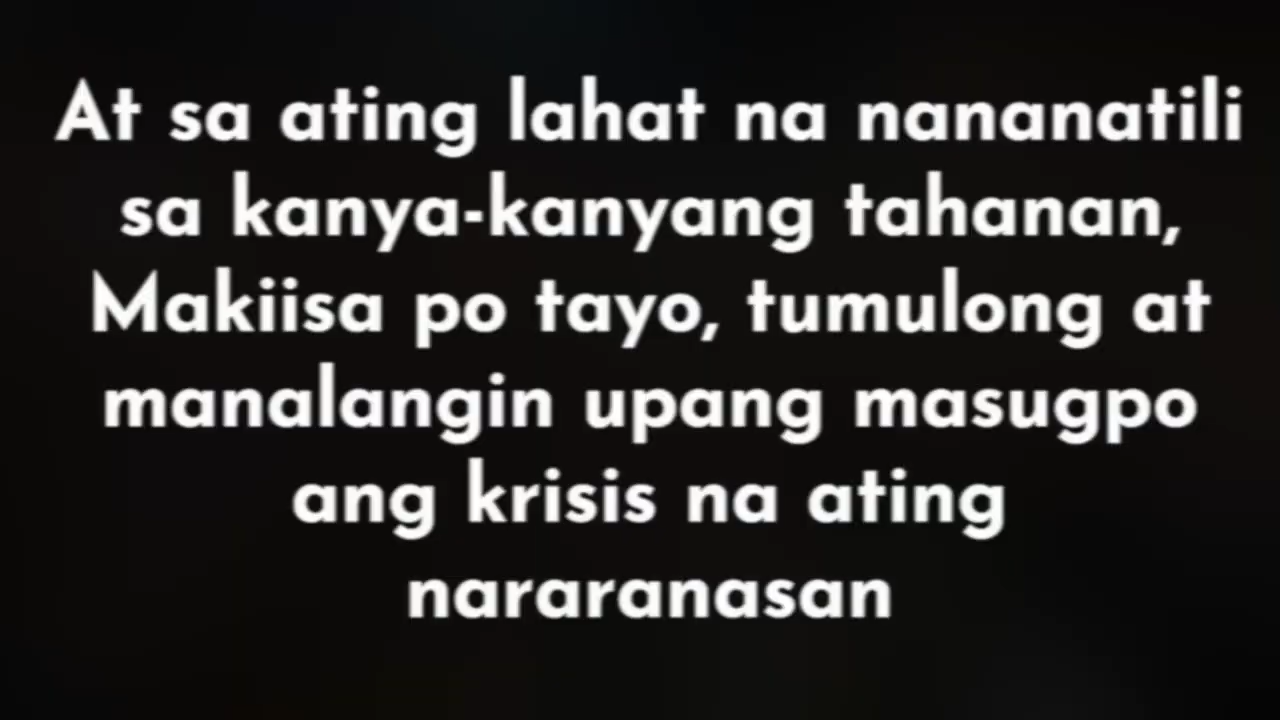 At sa ating lahat na nananatili
sa kanya-kanyang tahanan,
Makiisa po tayo, tumulong at
manalangin upang masugpo
ang krisis na ating
nararanasan